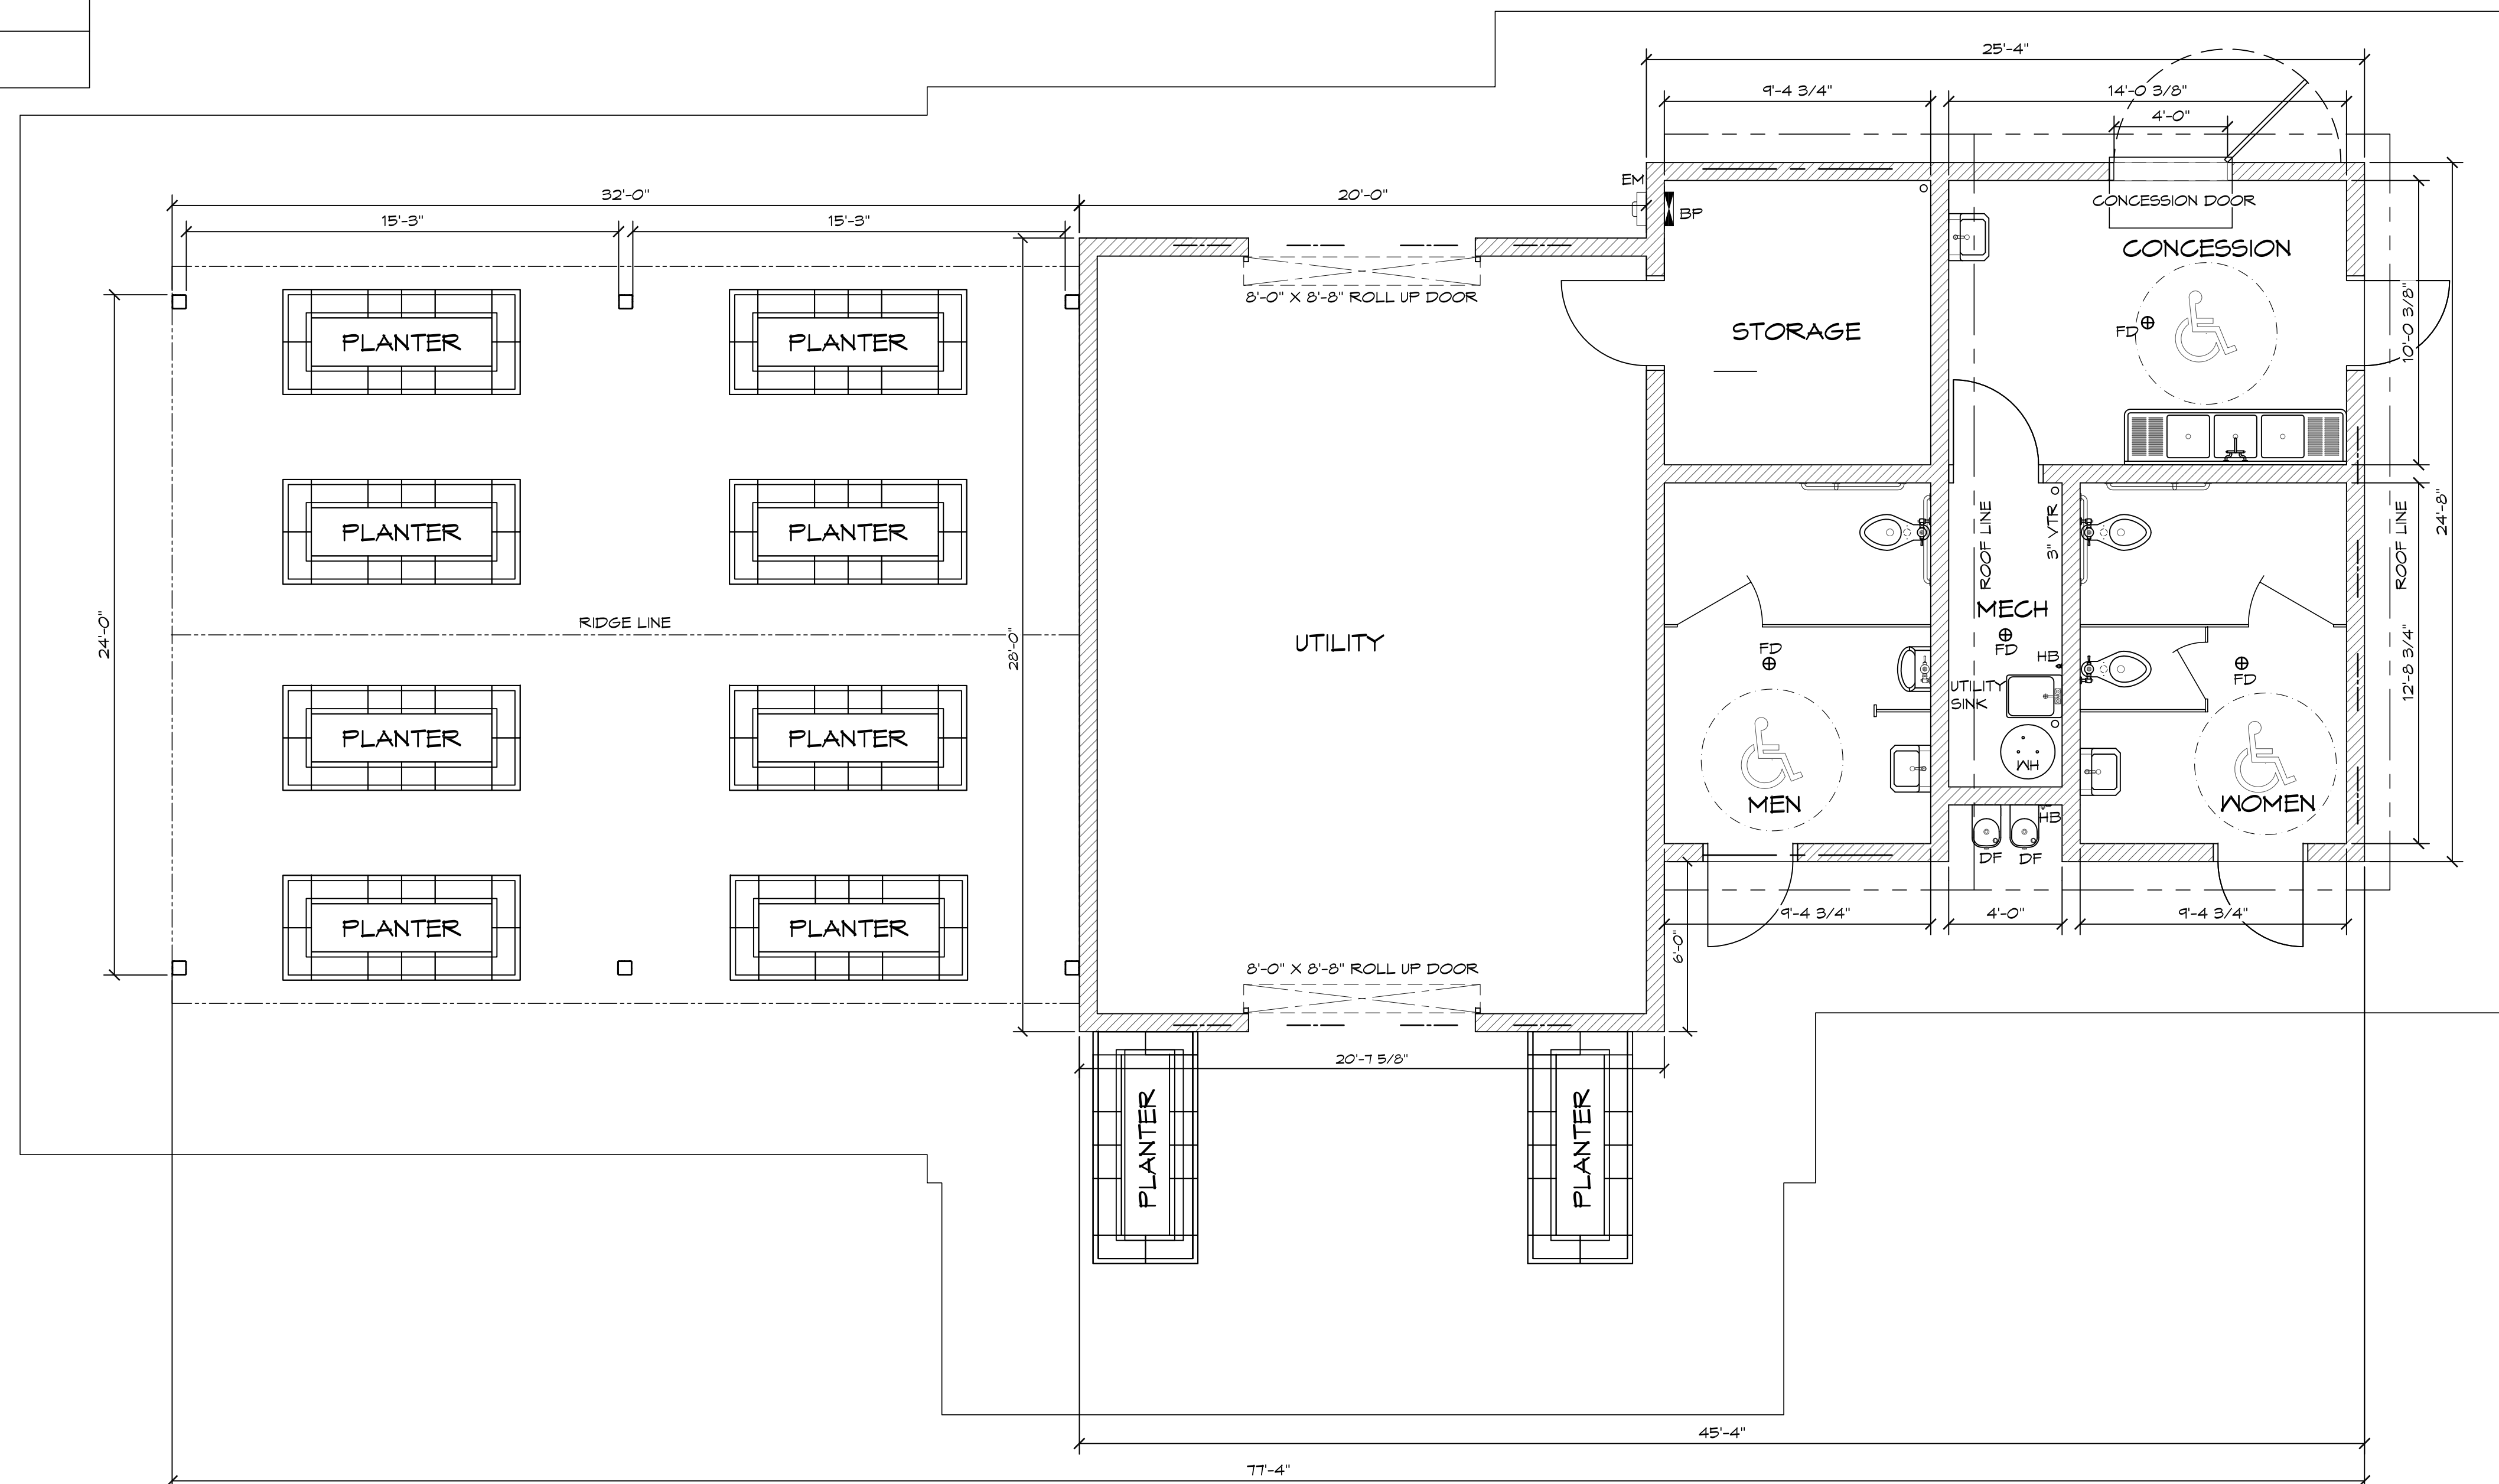 25'-4"
9'-4 3/4"
14'-0 3/8"
4'-0"
EM
BP
CONCESSION DOOR
32'-0"
20'-0"
15'-3"
15'-3"
CONCESSION
8'-0" X 8'-8" ROLL UP DOOR
PLANTER
PLANTER
STORAGE
FD
10'-0 3/8"
PLANTER
PLANTER
ROOF LINE
3" VTR
ROOF LINE
24'-8"
RIDGE LINE
24'-0"
28'-0"
UTILITY
MECH
FD
FD
HB
FD
12'-8 3/4"
UTILITY
SINK
PLANTER
PLANTER
WH
MEN
WOMEN
HB
DF
DF
PLANTER
PLANTER
9'-4 3/4"
4'-0"
9'-4 3/4"
6'-0"
8'-0" X 8'-8" ROLL UP DOOR
20'-7 5/8"
PLANTER
PLANTER
45'-4"
77'-4"